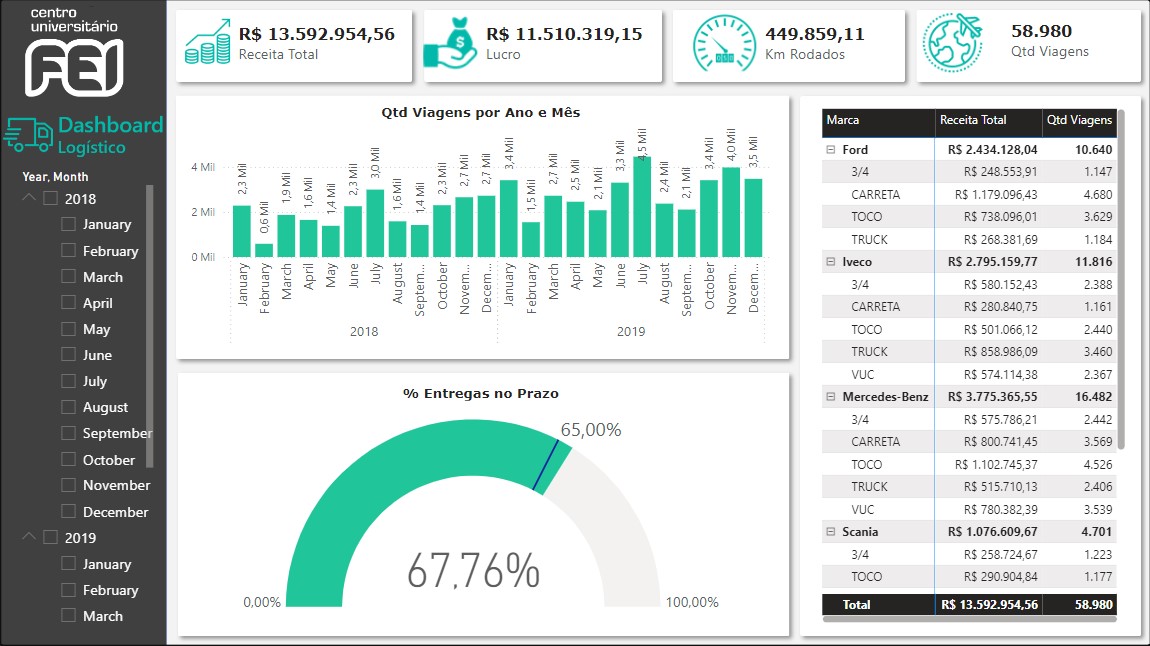 centro
universitário
FEI
Dashboard
Logístico
Year, Month
2018
January
February
March
April
May
June
July
August
September
October
November
December
2019
January
February
March
R$ 13.592.954,56
Receita Total
R$ 11.510.319,15
Lucro
449.859,11
Km Rodados
58.980
Qtd Viagens
Qtd Viagens por Ano e Mês
4 Mil
2 Mil
0 Mil
2,3 Mil
0,6 Mil
1,9 Mil
1,6 Mil
1,4 Mil
2,3 Mil
3,0 Mil
1,6 Mil
1,4 Mil
2,3 Mil
2,7 Mil
2,7 Mil
3,4 Mil
1,5 Mil
2,7 Mil
2,5 Mil
2,1 Mil
3,3 Mil
4,5 Mil
2,4 Mil
2,1 Mil
3,4 Mil
4,0 Mil
3,5 Mil
January
February
March
April
May
June
July
August
Septem...
October
Novem...
Decem...
January
February
March
April
May
June
July
August
Septem...
October
Novem...
Decem...
2018
2019
% Entregas no Prazo
65,00%
67,76%
0,00%
100,00%
Marca Receita Total Qtd Viagens
Ford R$ 2.434.128,04 10.640
3/4 R$ 248.553,91 1.147
CARRETA R$ 1.179.096,43 4.680
TOCO R$ 738.096,01 3.629
TRUCK R$ 268.381,69 1.184
Iveco R$ 2.795.159,77 11.816
3/4 R$ 580.152,43 2.388
CARRETA R$ 280.840,75 1.161
TOCO R$ 501.066,12 2.440
TRUCK R$ 858.986,09 3.460
VUC R$ 574.114,38 2.367
Mercedes-Benz R$ 3.775.365,55 16.482
3/4 R$ 575.786,21 2.442
CARRETA R$ 800.741,45 3.569
TOCO R$ 1.102.745,37 4.526
TRUCK R$ 515.710,13 2.406
VUC R$ 780.382,39 3.539
Scania R$ 1.076.609,67 4.701
3/4 R$ 258.724,67 1.223
TOCO R$ 290.904,84 1.177
Total R$ 13.592.954,56 58.980